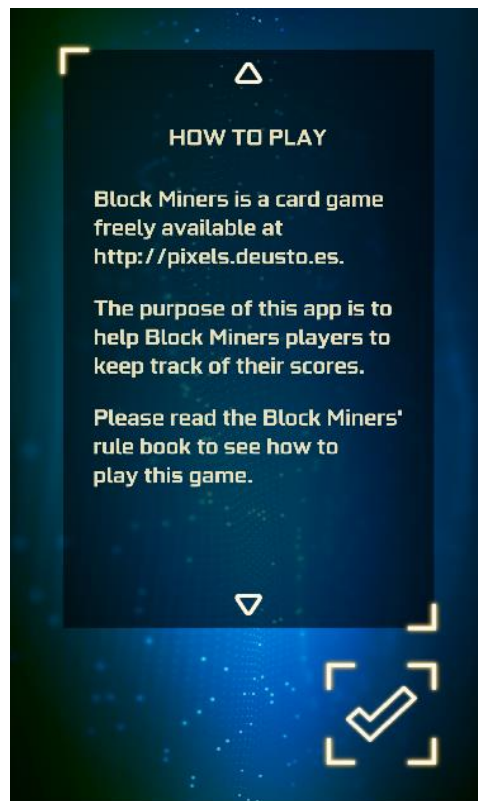 HOW TO PLAY
Block Miners is a card game
freely available at
http://pixels.deusto.es.
The purpose of this app is to
help Block Miners players to
keep track of their scores.
Please read the Block Miners'
rule book to see how to
play this game.